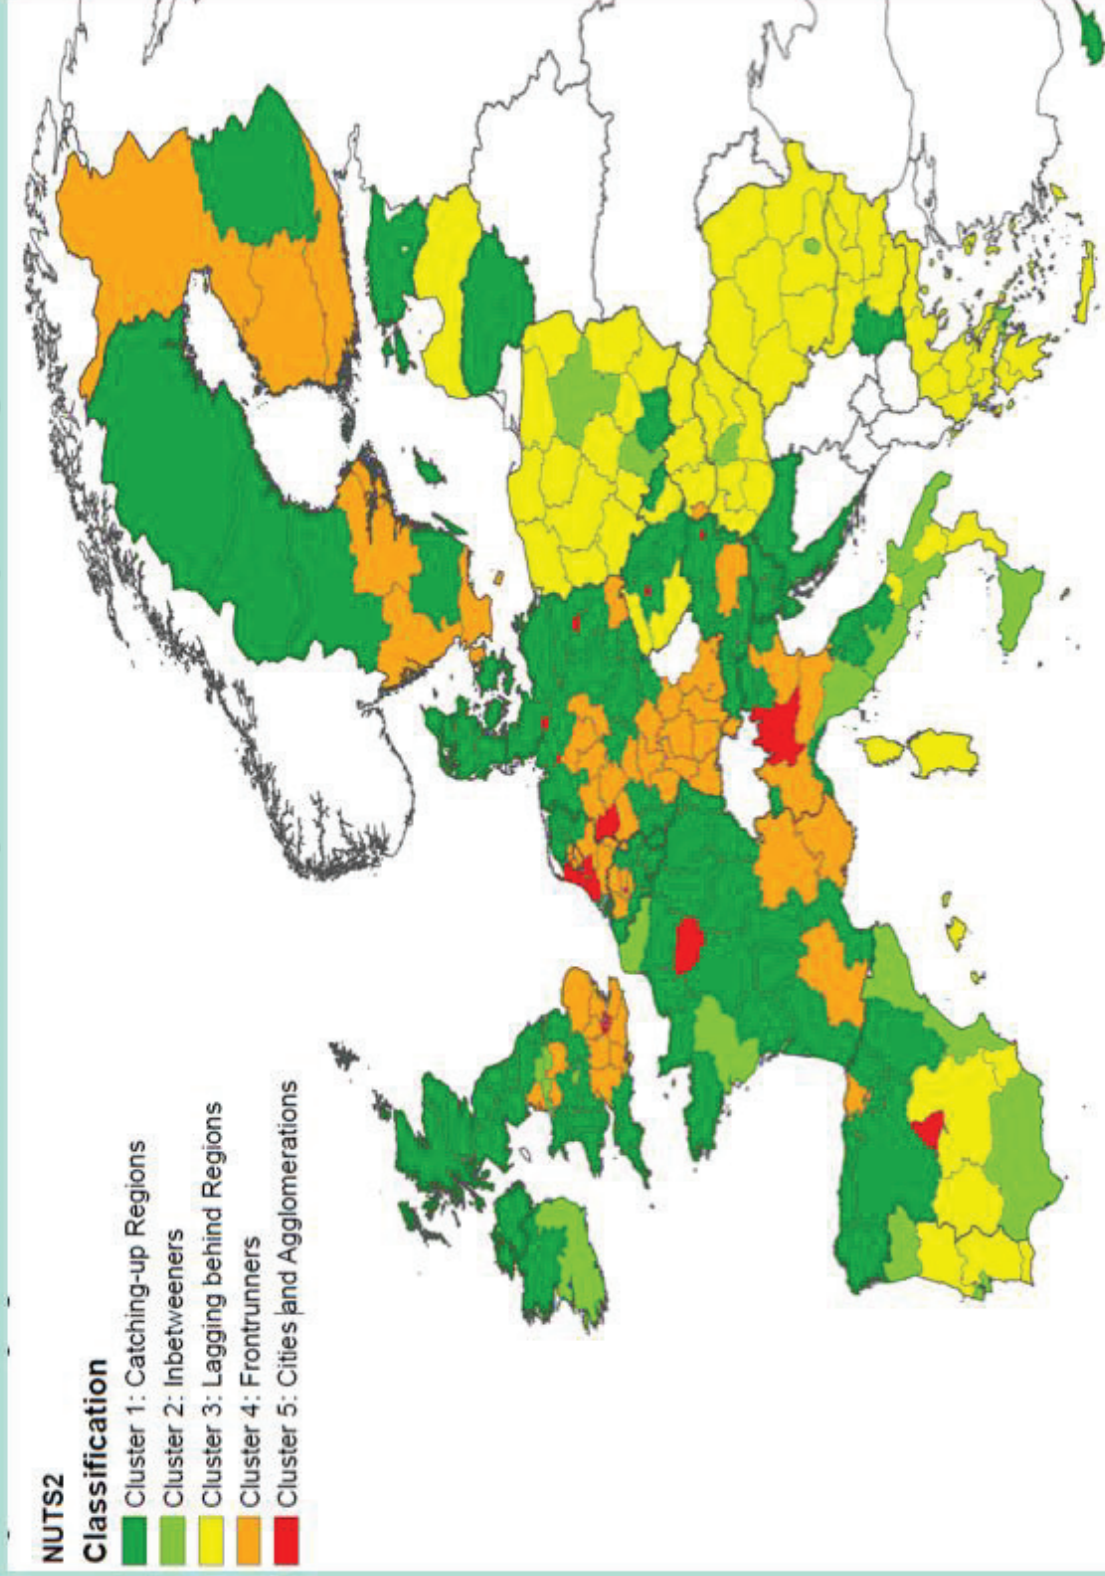 NUTS2
Classification
Cluster 1: Catching-up Regions
Cluster 2: Inbetweeners
Cluster 3: Lagging behind Regions
Cluster 4: Frontrunners
Cluster 5: Cities and Agglomerations